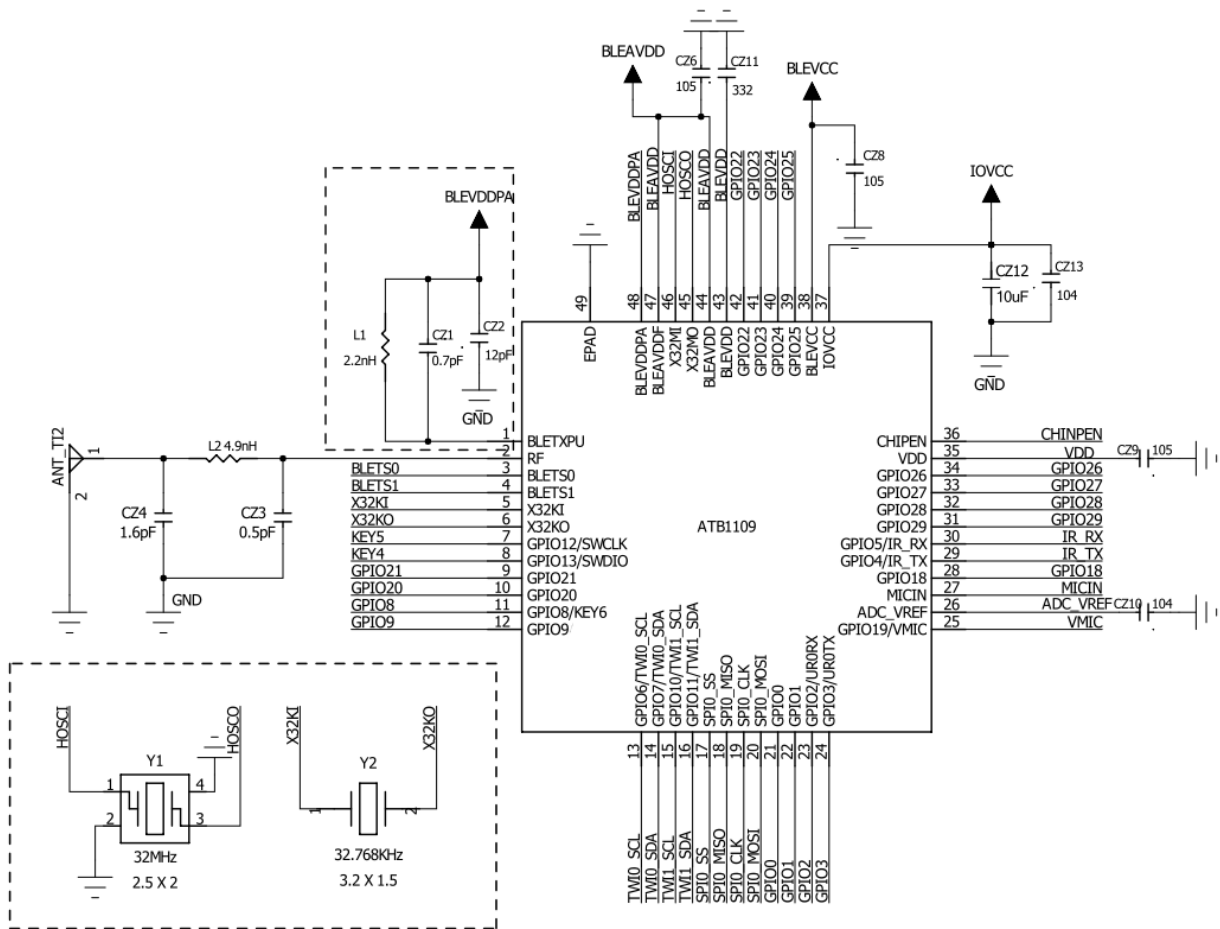 BLEAVDD
CZ6
105
CZ11
332
BLEVCC
CZ8
105
IOVCC
CZ12
10uF
CZ13
104
GND
BLEVDDPA
L1
2.2nH
CZ1
0.7pF
CZ2
12pF
GND
BLEVDDPA
BLEAVDD
HOSCI
HOSCO
BLEAVDD
BLEVDD
GPIO22
GPIO23
GPIO24
GPIO25
49
48
47
46
45
44
43
42
41
40
39
38
37
EPAD
BLEVDDPA
BLEAVDDF
X32MI
X32MO
BLEAVDD
BLEVDD
GPIO22
GPIO23
GPIO24
GPIO25
BLEVCC
IOVCC
ANT_TI2
1
2
L2 4.9nH
CZ4
1.6pF
CZ3
0.5pF
GND
1 BLETXPU
2 RF
BLETS0 3 BLETS0
BLETS1 4 BLETS1
X32KI 5 X32KI
X32KO 6 X32KO
KEY5 7 GPIO12/SWCLK
KEY4 8 GPIO13/SWDIO
GPIO21 9 GPIO21
GPIO20 10 GPIO20
GPIO8 11 GPIO8/KEY6
GPIO9 12 GPIO9
ATB1109
CHIPEN 36 CHINPEN
VDD 35 VDD CZ9 105
GPIO26 34 GPIO26
GPIO27 33 GPIO27
GPIO28 32 GPIO28
GPIO29 31 GPIO29
GPIO5/IR_RX 30 IR_RX
GPIO4/IR_TX 29 IR_TX
GPIO18 28 GPIO18
MICIN 27 MICIN
ADC_VREF 26 ADC_VREF CZ10 104
GPIO19/VMIC 25 VMIC
GPIO6/TWI0_SCL
GPIO7/TWI0_SDA
GPIO10/TWI1_SCL
GPIO11/TWI1_SDA
SPI0_SS
SPI0_MISO
SPI0_CLK
SPI0_MOSI
GPIO0
GPIO1
GPIO2/UR0RX
GPIO3/UR0TX
13
14
15
16
17
18
19
20
21
22
23
24
TWI0_SCL
TWI0_SDA
TWI1_SCL
TWI1_SDA
SPI0_SS
SPI0_MISO
SPI0_CLK
SPI0_MOSI
GPIO0
GPIO1
GPIO2
GPIO3
HOSCI
HOSCO
Y1
1
4
2
3
32MHz
2.5 X 2
X32KI
X32KO
Y2
1
2
32.768KHz
3.2 X 1.5